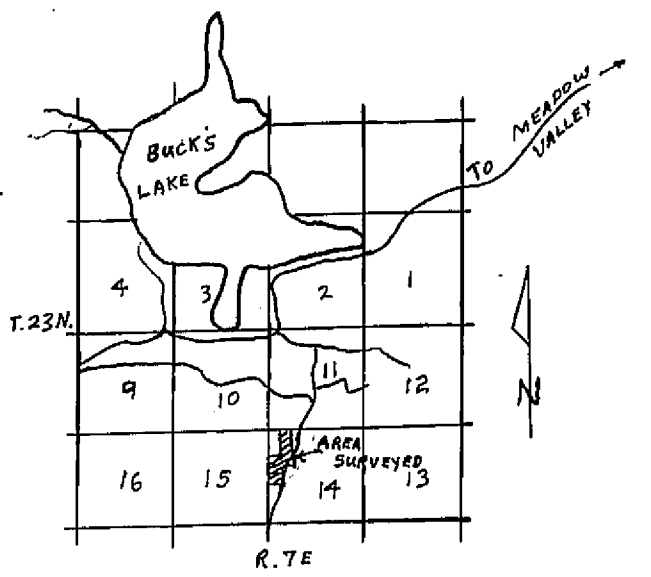 MEADOW
VALLEY
TO
BUCK'S
LAKE
4
3
2
1
T.23N.
9
10
11
12
N
AREA
SURVEYED
16
15
14
13
R.7E